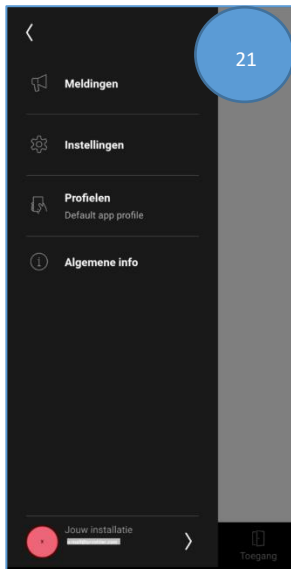 21
Meldingen
Instellingen
Profielen
Default app profile
Algemene info
Jouw installatie
Toegang